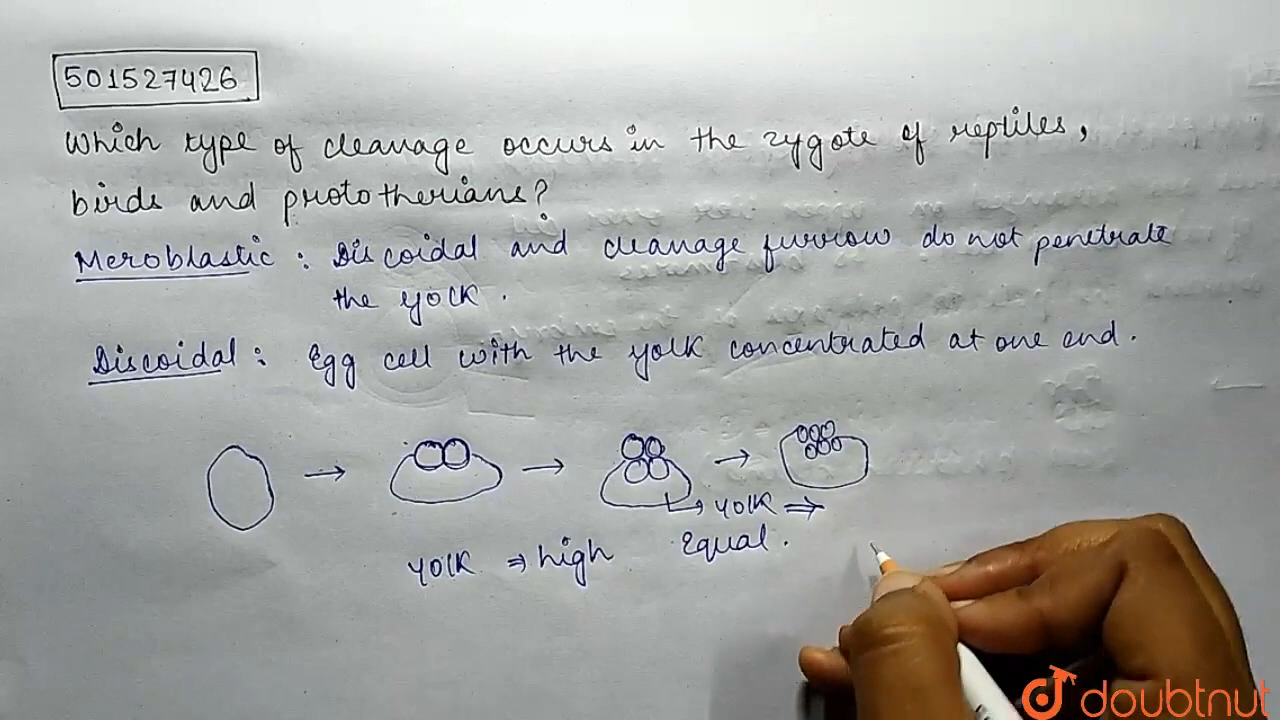 501527426
Which type of cleavage occurs in the zygote of reptiles,
birds and prototherians?
Meroblastic : Discoidal and cleavage furrow do not penetrate
the yolk .
Discoidal : Egg cell with the yolk concentrated at one end .
→ yolk ⇒
yolk ⇒ high Equal .
doubtnut